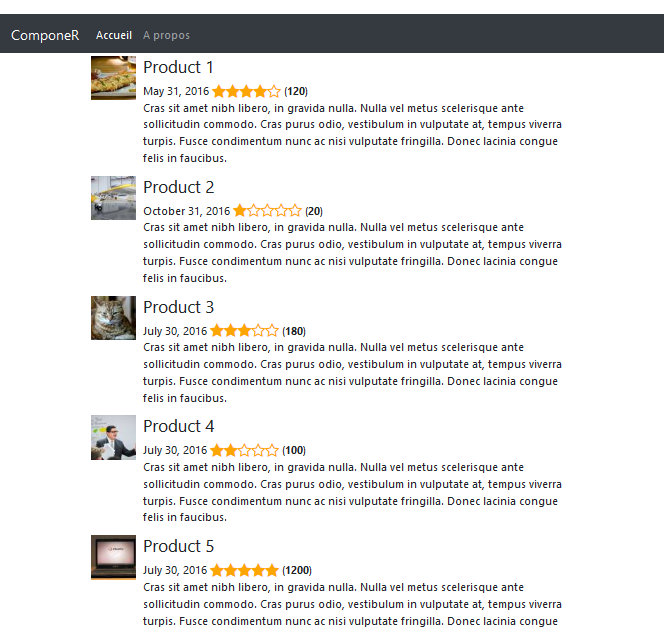 ComponeR Accueil A propos
Product 1
May 31, 2016 (120)
Cras sit amet nibh libero, in gravida nulla. Nulla vel metus scelerisque ante
sollicitudin commodo. Cras purus odio, vestibulum in vulputate at, tempus viverra
turpis. Fusce condimentum nunc ac nisi vulputate fringilla. Donec lacinia congue
felis in faucibus.
Product 2
October 31, 2016 (20)
Cras sit amet nibh libero, in gravida nulla. Nulla vel metus scelerisque ante
sollicitudin commodo. Cras purus odio, vestibulum in vulputate at, tempus viverra
turpis. Fusce condimentum nunc ac nisi vulputate fringilla. Donec lacinia congue
felis in faucibus.
Product 3
July 30, 2016 (180)
Cras sit amet nibh libero, in gravida nulla. Nulla vel metus scelerisque ante
sollicitudin commodo. Cras purus odio, vestibulum in vulputate at, tempus viverra
turpis. Fusce condimentum nunc ac nisi vulputate fringilla. Donec lacinia congue
felis in faucibus.
Product 4
July 30, 2016 (100)
Cras sit amet nibh libero, in gravida nulla. Nulla vel metus scelerisque ante
sollicitudin commodo. Cras purus odio, vestibulum in vulputate at, tempus viverra
turpis. Fusce condimentum nunc ac nisi vulputate fringilla. Donec lacinia congue
felis in faucibus.
Product 5
July 30, 2016 (1200)
Cras sit amet nibh libero, in gravida nulla. Nulla vel metus scelerisque ante
sollicitudin commodo. Cras purus odio, vestibulum in vulputate at, tempus viverra
turpis. Fusce condimentum nunc ac nisi vulputate fringilla. Donec lacinia congue